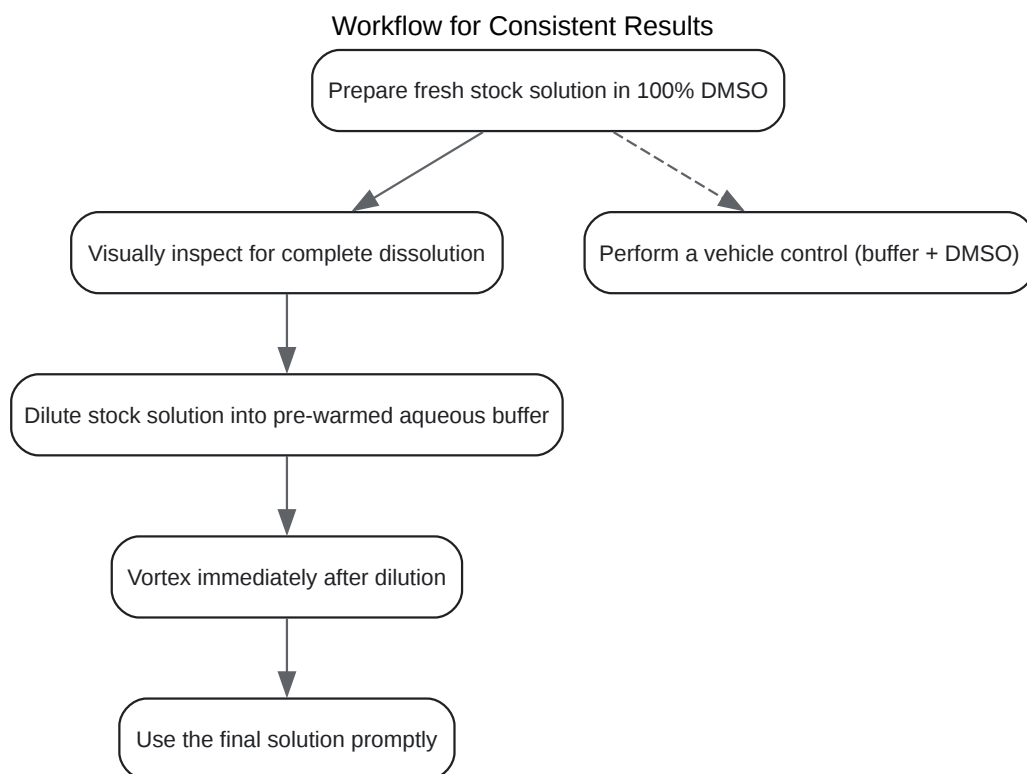 Workflow for Consistent Results
Prepare fresh stock solution in 100% DMSO
Visually inspect for complete dissolution
Perform a vehicle control (buffer + DMSO)
Dilute stock solution into pre-warmed aqueous buffer
Vortex immediately after dilution
Use the final solution promptly